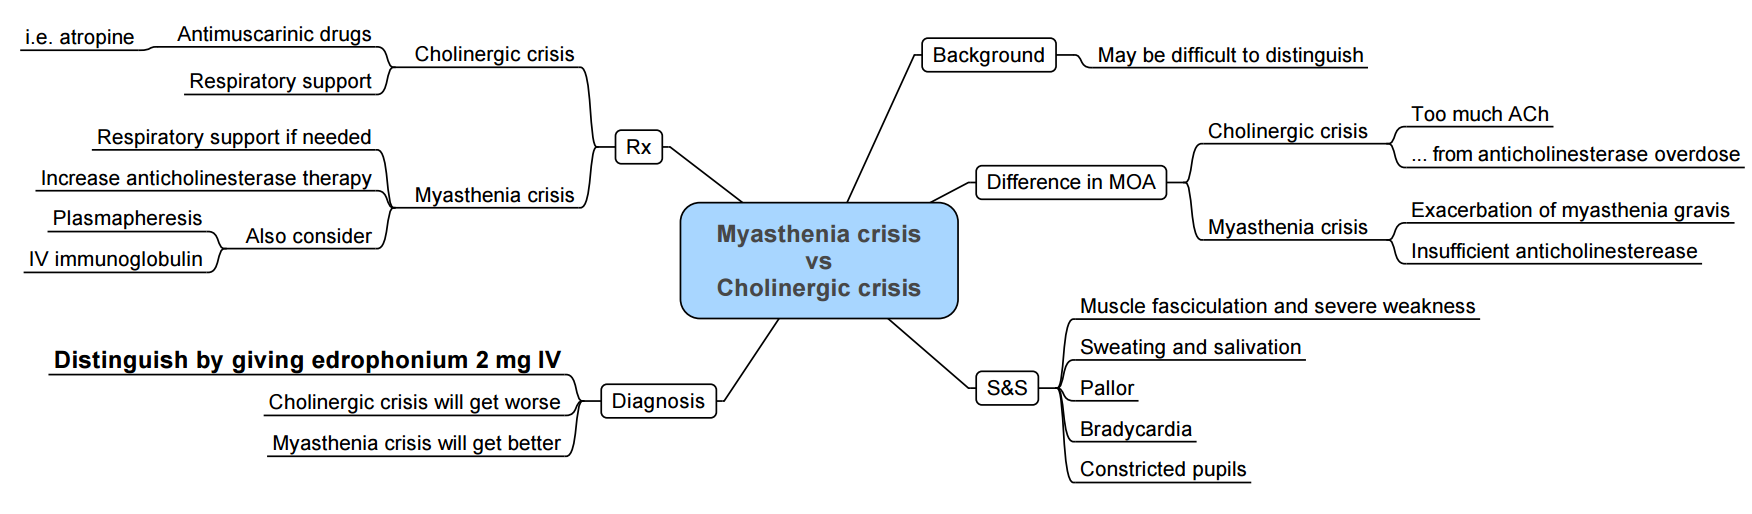 Myasthenia crisis
vs
Cholinergic crisis
Background
May be difficult to distinguish
Difference in MOA
Cholinergic crisis
Too much ACh
... from anticholinesterase overdose
Myasthenia crisis
Exacerbation of myasthenia gravis
Insufficient anticholinesterease
S&S
Muscle fasciculation and severe weakness
Sweating and salivation
Pallor
Bradycardia
Constricted pupils
Diagnosis
Distinguish by giving edrophonium 2 mg IV
Cholinergic crisis will get worse
Myasthenia crisis will get better
Rx
Cholinergic crisis
Antimuscarinic drugs
i.e. atropine
Respiratory support
Myasthenia crisis
Respiratory support if needed
Increase anticholinesterase therapy
Also consider
Plasmapheresis
IV immunoglobulin